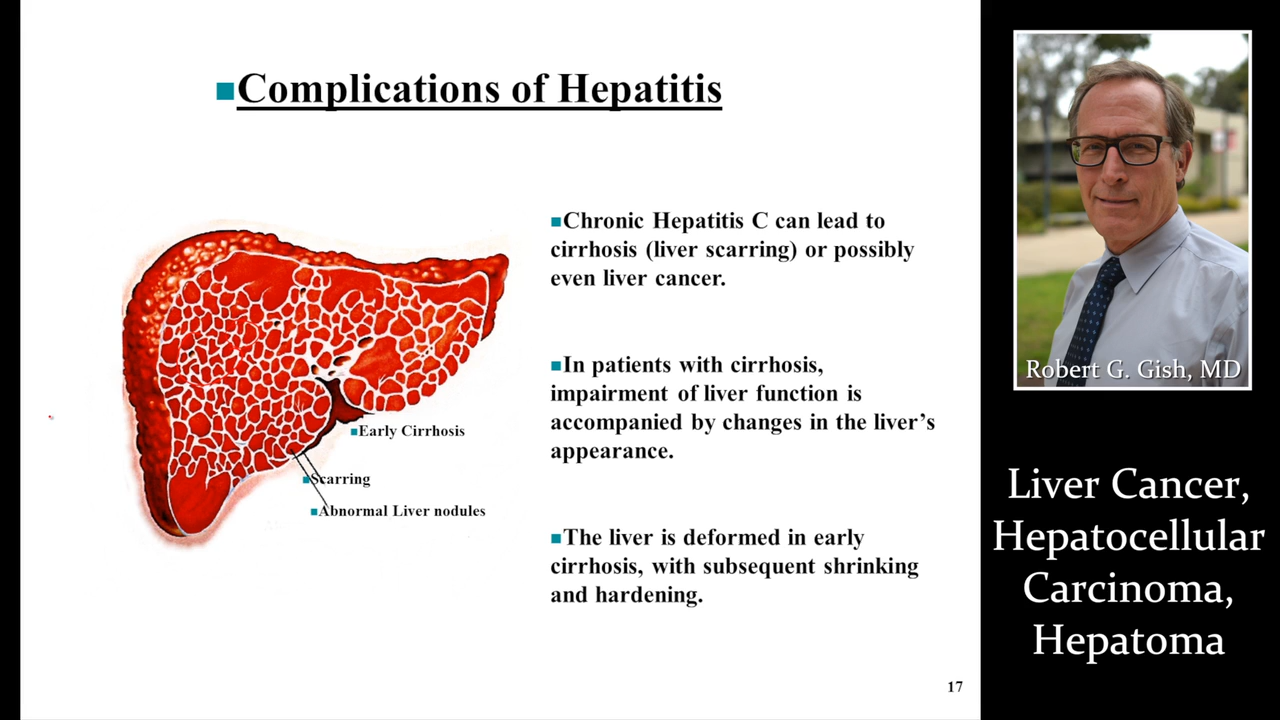 Complications of Hepatitis
Chronic Hepatitis C can lead to
cirrhosis (liver scarring) or possibly
even liver cancer.
In patients with cirrhosis,
impairment of liver function is
accompanied by changes in the liver’s
appearance.
The liver is deformed in early
cirrhosis, with subsequent shrinking
and hardening.
Early Cirrhosis
Scarring
Abnormal Liver nodules
17
Robert G. Gish, MD
Liver Cancer,
Hepatocellular
Carcinoma,
Hepatoma